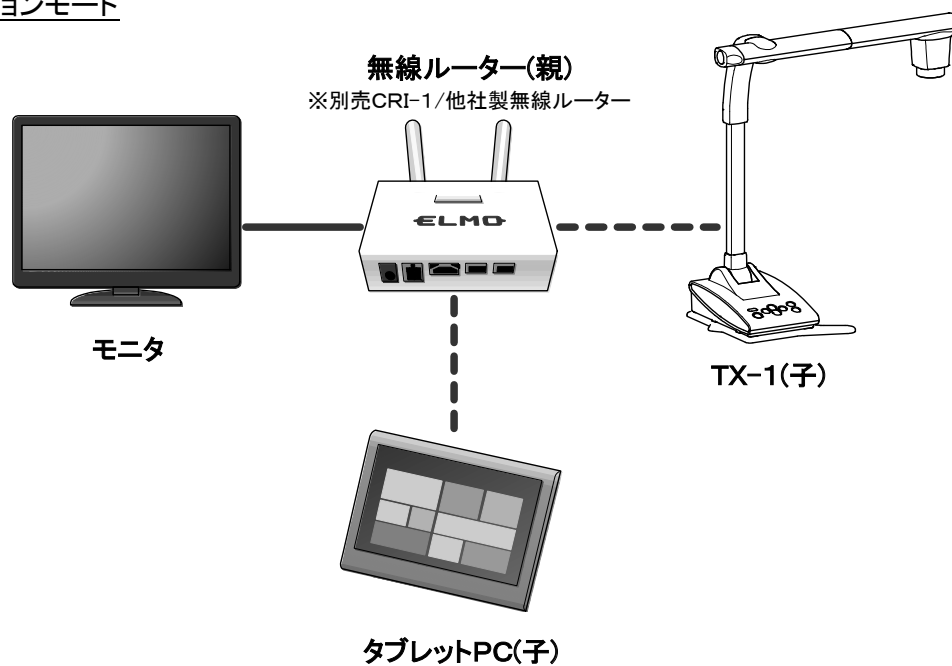 ョンモード
無線ルーター(親)
※別売CRI-1/他社製無線ルーター
ELMO
モニタ
TX-1(子)
タブレットPC(子)